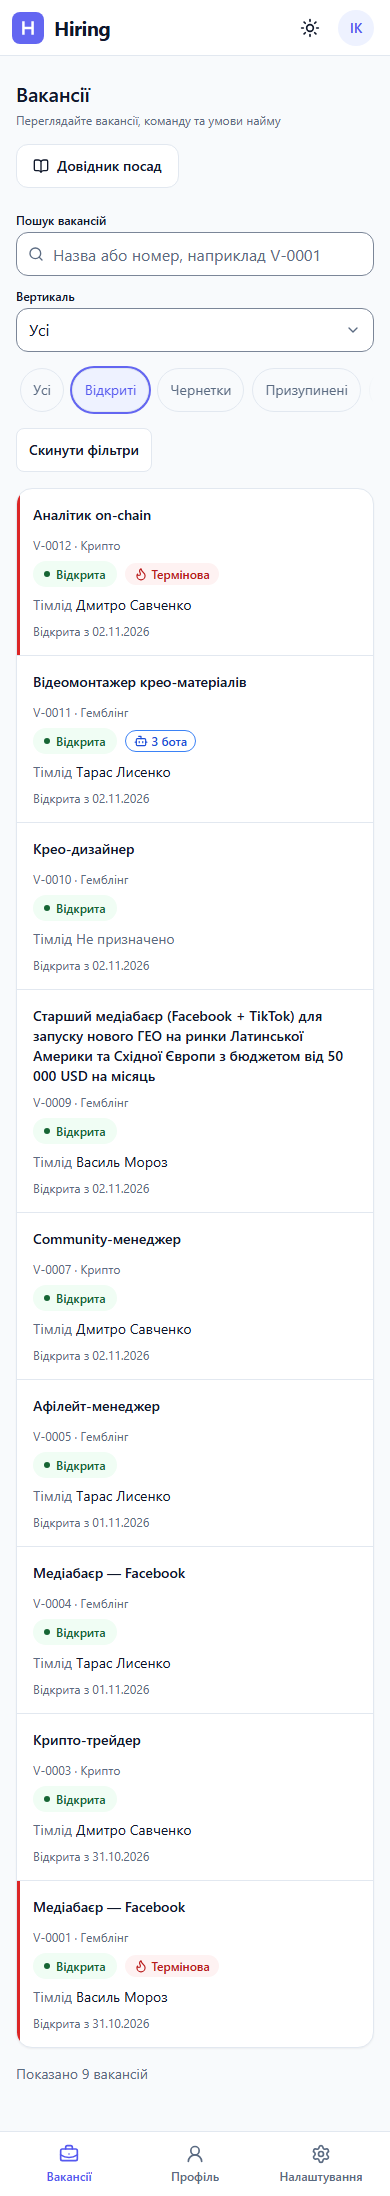 H Hiring
ІК
Вакансії
Переглядайте вакансії, команду та умови найму
Довідник посад
Пошук вакансій
Назва або номер, наприклад V-0001
Вертикаль
Усі
Усі Відкриті Чернетки Призупинені
Скинути фільтри
Аналітик on-chain
V-0012 · Крипто
Відкрита Термінова
Тімлід Дмитро Савченко
Відкрита з 02.11.2026
Відеомонтажер крео-матеріалів
V-0011 · Гемблінг
Відкрита З бота
Тімлід Тарас Лисенко
Відкрита з 02.11.2026
Крео-дизайнер
V-0010 · Гемблінг
Відкрита
Тімлід Не призначено
Відкрита з 02.11.2026
Старший медіабаєр (Facebook + TikTok) для
запуску нового ГЕО на ринки Латинської
Америки та Східної Європи з бюджетом від 50
000 USD на місяць
V-0009 · Гемблінг
Відкрита
Тімлід Василь Мороз
Відкрита з 02.11.2026
Community-менеджер
V-0007 · Крипто
Відкрита
Тімлід Дмитро Савченко
Відкрита з 02.11.2026
Афілейт-менеджер
V-0005 · Гемблінг
Відкрита
Тімлід Тарас Лисенко
Відкрита з 01.11.2026
Медіабаєр — Facebook
V-0004 · Гемблінг
Відкрита
Тімлід Тарас Лисенко
Відкрита з 01.11.2026
Крипто-трейдер
V-0003 · Крипто
Відкрита
Тімлід Дмитро Савченко
Відкрита з 31.10.2026
Медіабаєр — Facebook
V-0001 · Гемблінг
Відкрита Термінова
Тімлід Василь Мороз
Відкрита з 31.10.2026
Показано 9 вакансій
Вакансії Профіль Налаштування